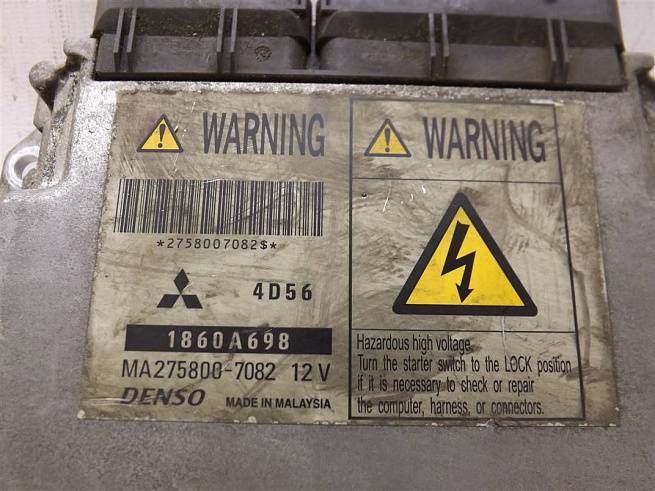 WARNING
*2758007082$*
4D56
1860A698
MA275800-7082 12V
DENSO MADE IN MALAYSIA
WARNING
Hazardous high voltage.
Turn the starter switch to the LOCK position
if it is necessary to check or repair
the computer, harness, or connectors.